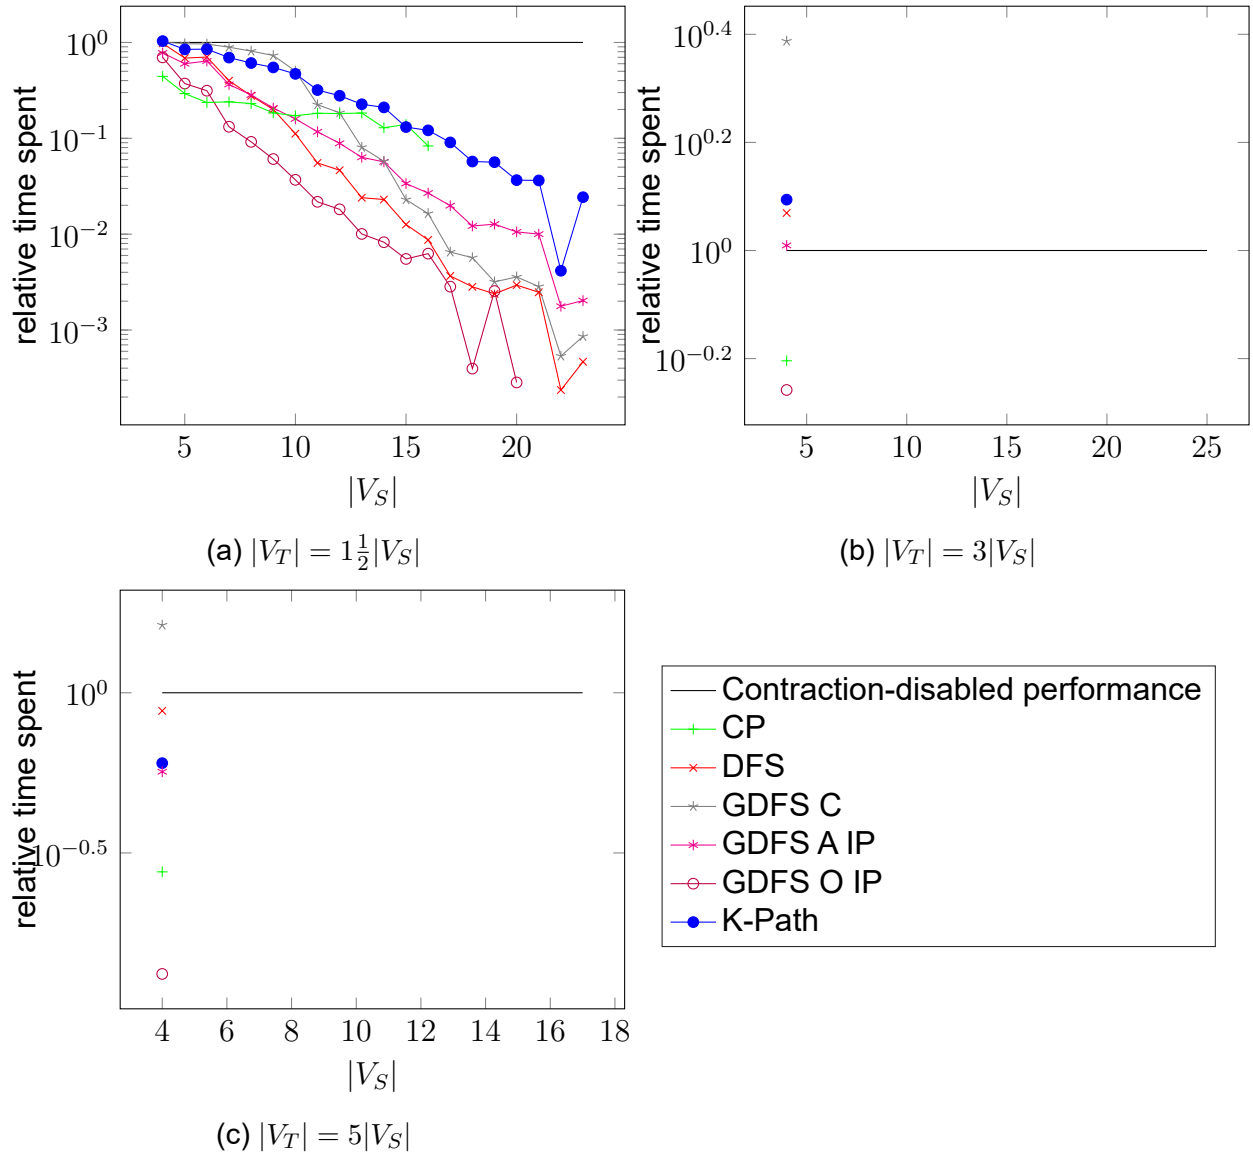 relative time spent
10^0
10^{-1}
10^{-2}
10^{-3}
5 10 15 20
|V_S|
(a) |V_T| = 1\frac{1}{2}|V_S|
relative time spent
10^{0.4}
10^{0.2}
10^0
10^{-0.2}
5 10 15 20 25
|V_S|
(b) |V_T| = 3|V_S|
relative time spent
10^0
10^{-0.5}
4 6 8 10 12 14 16 18
|V_S|
(c) |V_T| = 5|V_S|
Contraction-disabled performance
CP
DFS
GDFS C
GDFS A IP
GDFS O IP
K-Path